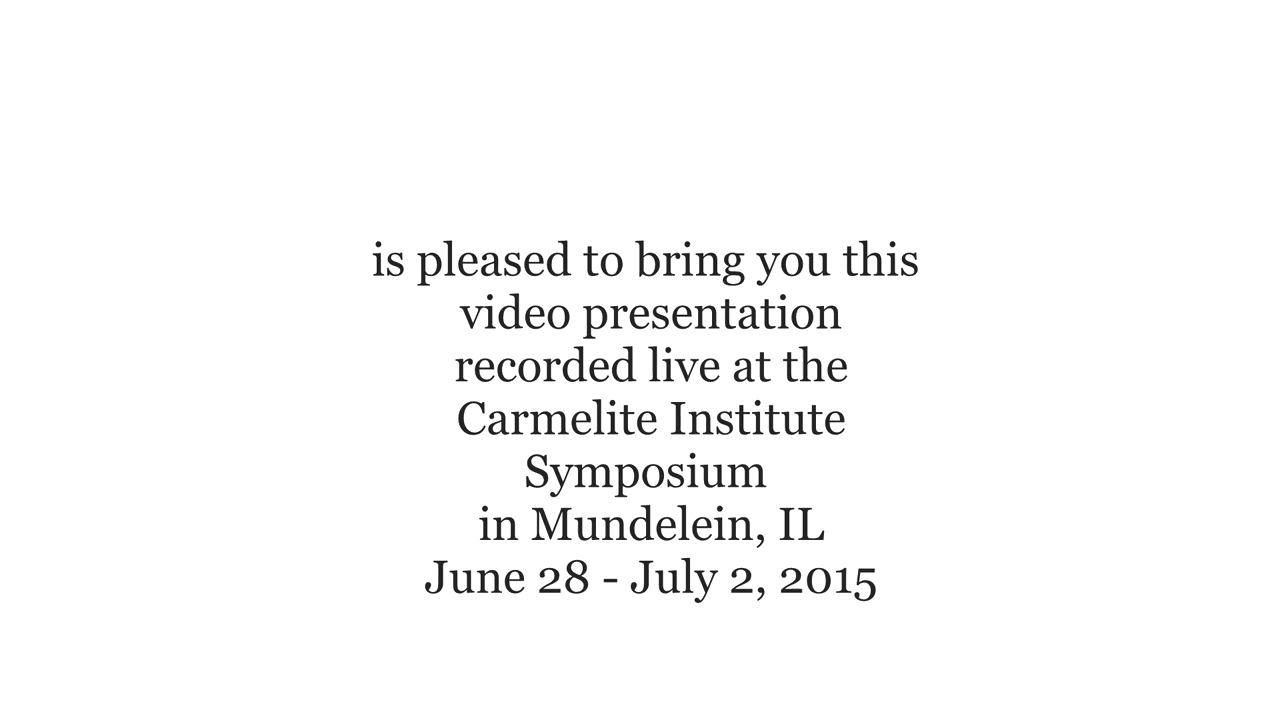 is pleased to bring you this
video presentation
recorded live at the
Carmelite Institute
Symposium
in Mundelein, IL
June 28 - July 2, 2015